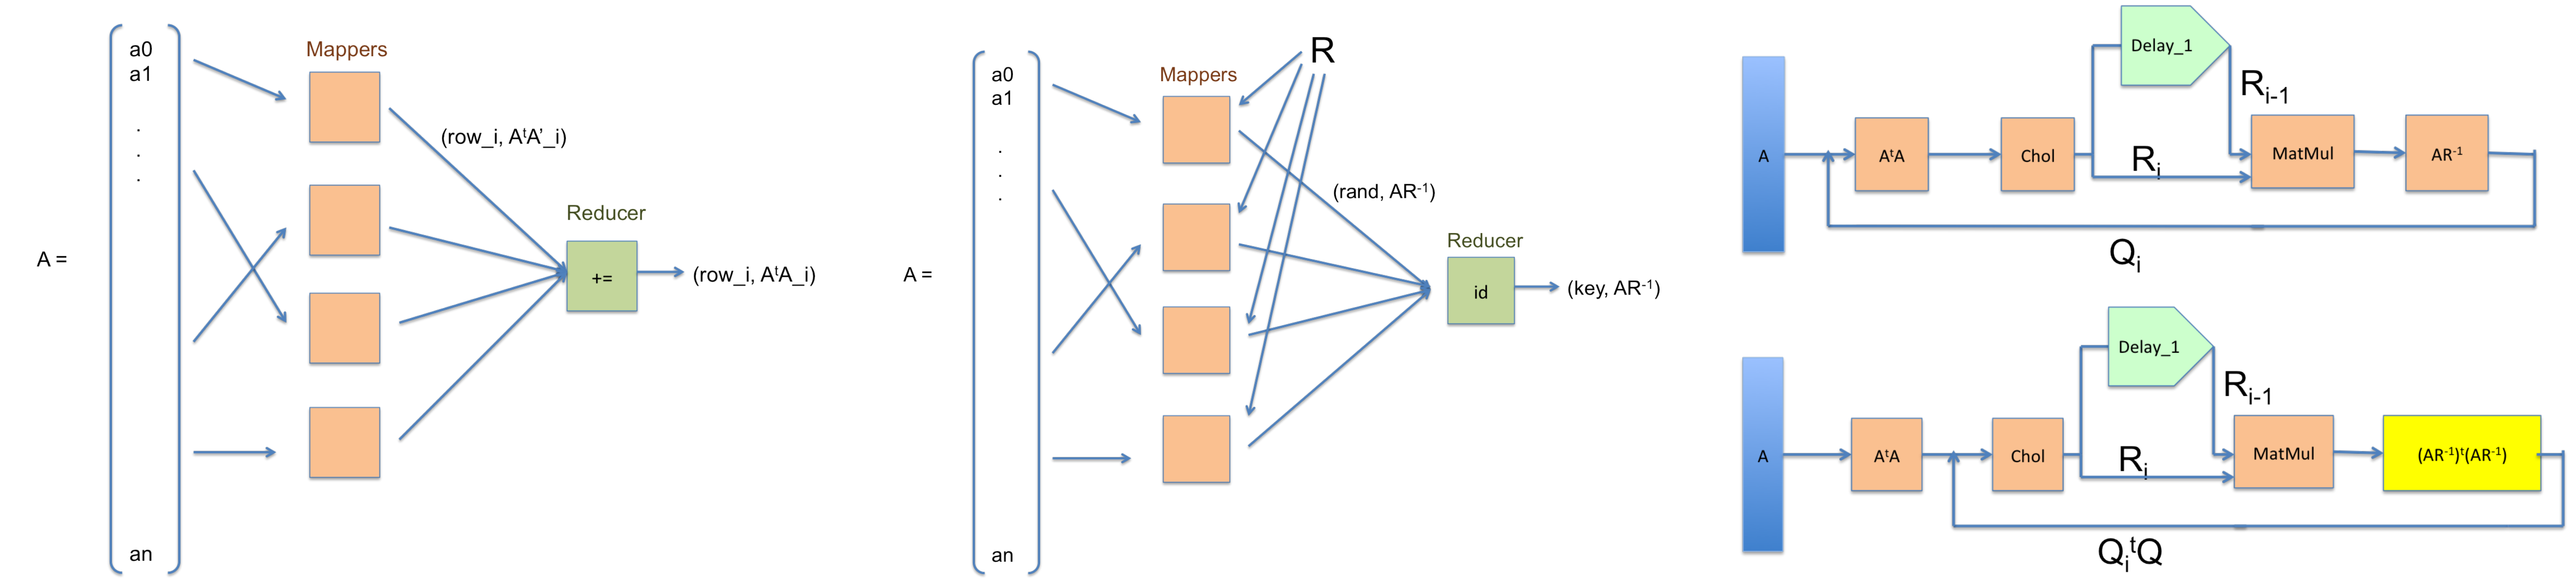 a0
a1
.
.
.
an
A =
Mappers
(row_i, AᵗA’_i)
Reducer
+=
(row_i, AᵗA_i)
a0
a1
.
.
.
an
A =
Mappers
R
(rand, AR⁻¹)
Reducer
id
(key, AR⁻¹)
Delay_1
Rᵢ₋₁
A
AᵗA
Chol
Rᵢ
MatMul
AR⁻¹
Qᵢ
Delay_1
Rᵢ₋₁
A
AᵗA
Chol
Rᵢ
MatMul
(AR⁻¹)ᵗ(AR⁻¹)
QᵢᵗQ